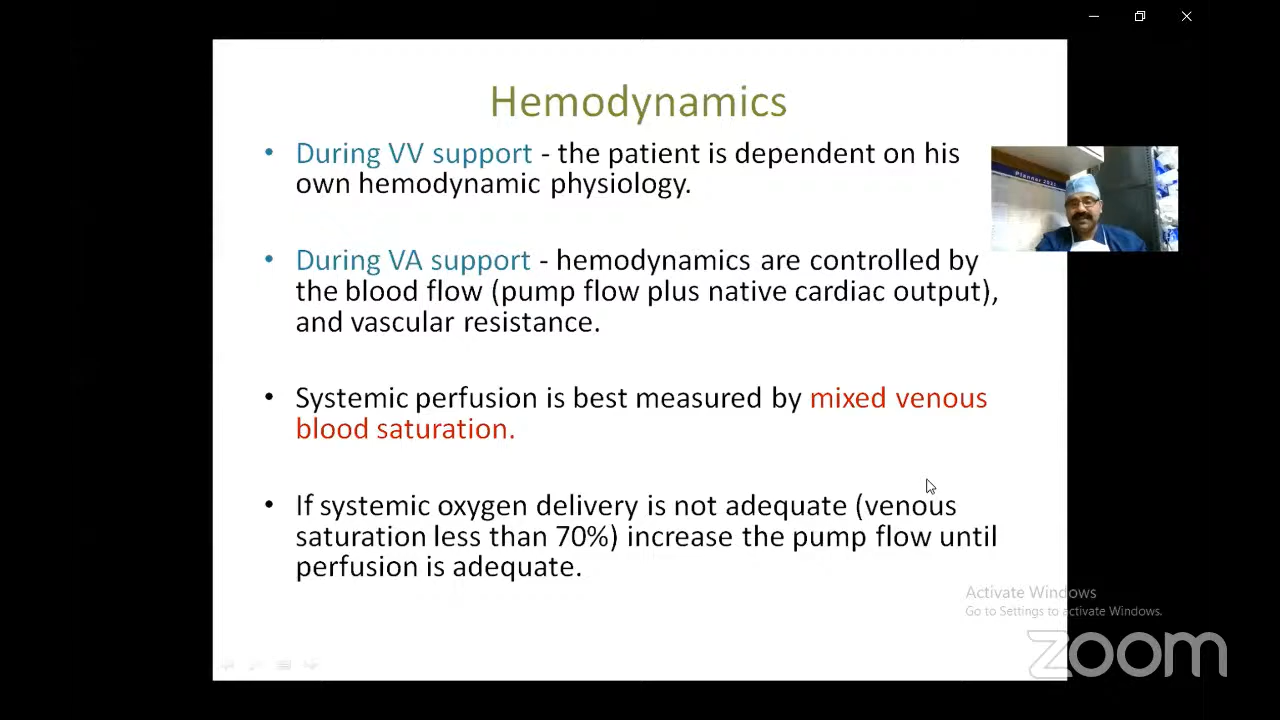 Hemodynamics
• During VV support - the patient is dependent on his
own hemodynamic physiology.
• During VA support - hemodynamics are controlled by
the blood flow (pump flow plus native cardiac output),
and vascular resistance.
• Systemic perfusion is best measured by mixed venous
blood saturation.
• If systemic oxygen delivery is not adequate (venous
saturation less than 70%) increase the pump flow until
perfusion is adequate.
Planner 2021
Activate Windows
Go to Settings to activate Windows.
zoom